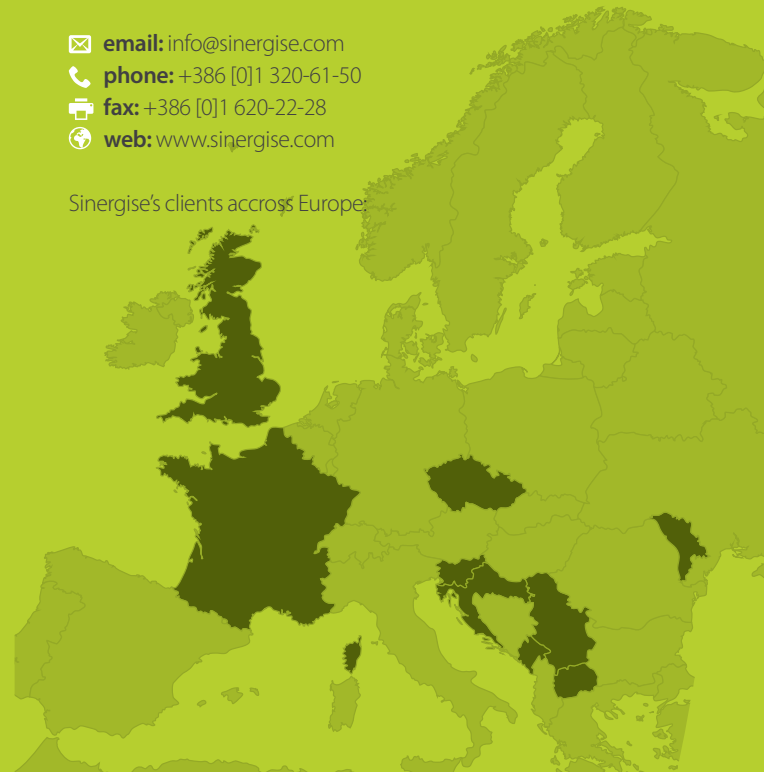 email: info@sinergise.com
phone: +386 [0]1 320-61-50
fax: +386 [0]1 620-22-28
web: www.sinergise.com
Sinergise's clients accross Europe: